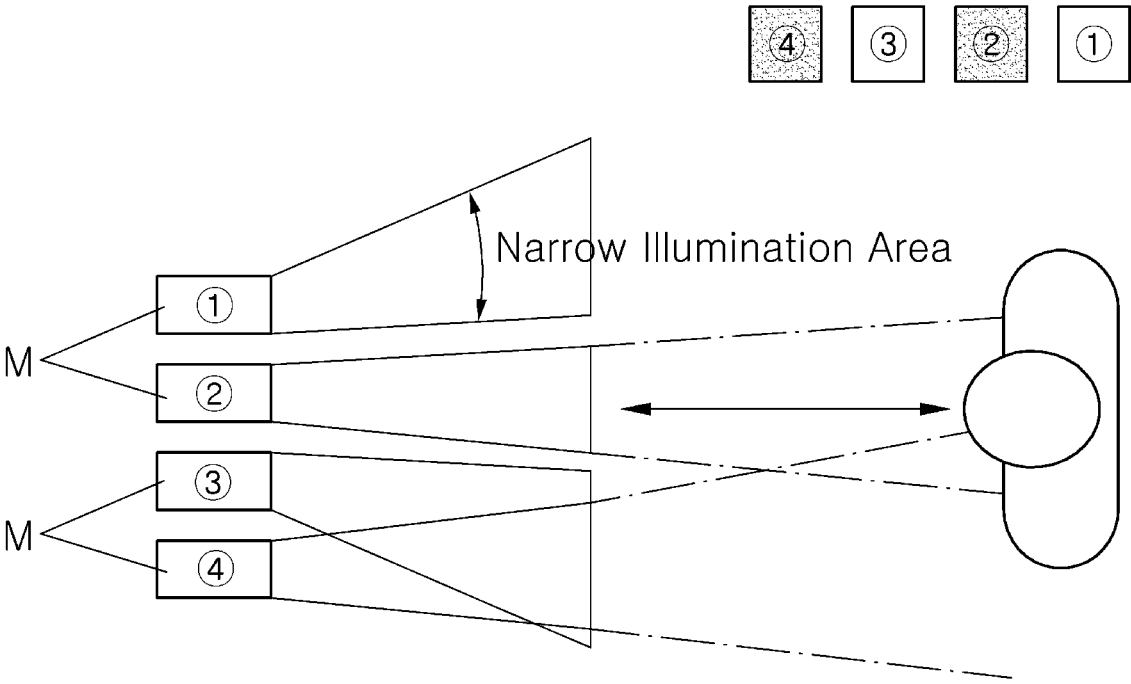 ④ ③ ② ①
Narrow Illumination Area
①
M
②
③
M
④